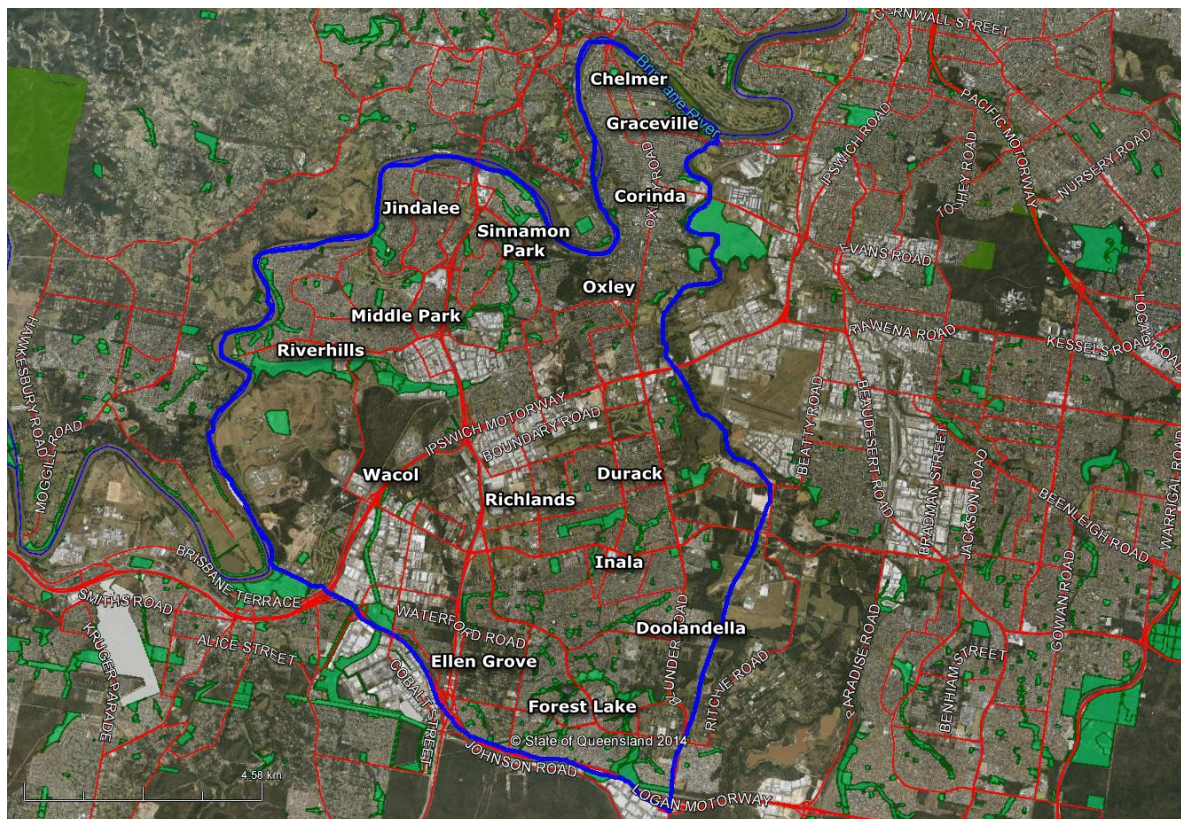 CORNWALL STREET
PACIFIC MOTORWAY
NURSERY ROAD
IPSWICH ROAD
Brisbane River
Chelmer
Graceville
OXLEY ROAD
Corinda
Jindalee
Sinnamon
Park
TOOHEY ROAD
EVANS ROAD
Oxley
Middle Park
Riverhills
RIAWENA ROAD
KESSELS ROAD
ROAD
HAWKESBURY ROAD
MOGGILL ROAD
IPSWICH MOTORWAY
BOUNDARY ROAD
BEATTY ROAD
BEAUDESERT ROAD
BRADMAN STREET
JACKSON ROAD
BEENLEIGH ROAD
WARRIGAL ROAD
Wacol
Richlands
Durack
Inala
BRISBANE TERRACE
SMITHS ROAD
KRUGER PARADE
ALICE STREET
WATERFORD ROAD
Doolandella
BLUNDER ROAD
RITCHIE ROAD
PARADISE ROAD
BENHIAM STREET
GOWAN ROAD
Ellen Grove
COBALT STREET
Forest Lake
© State of Queensland 2014
JOHNSON ROAD
LOGAN MOTORWAY
4.58 km